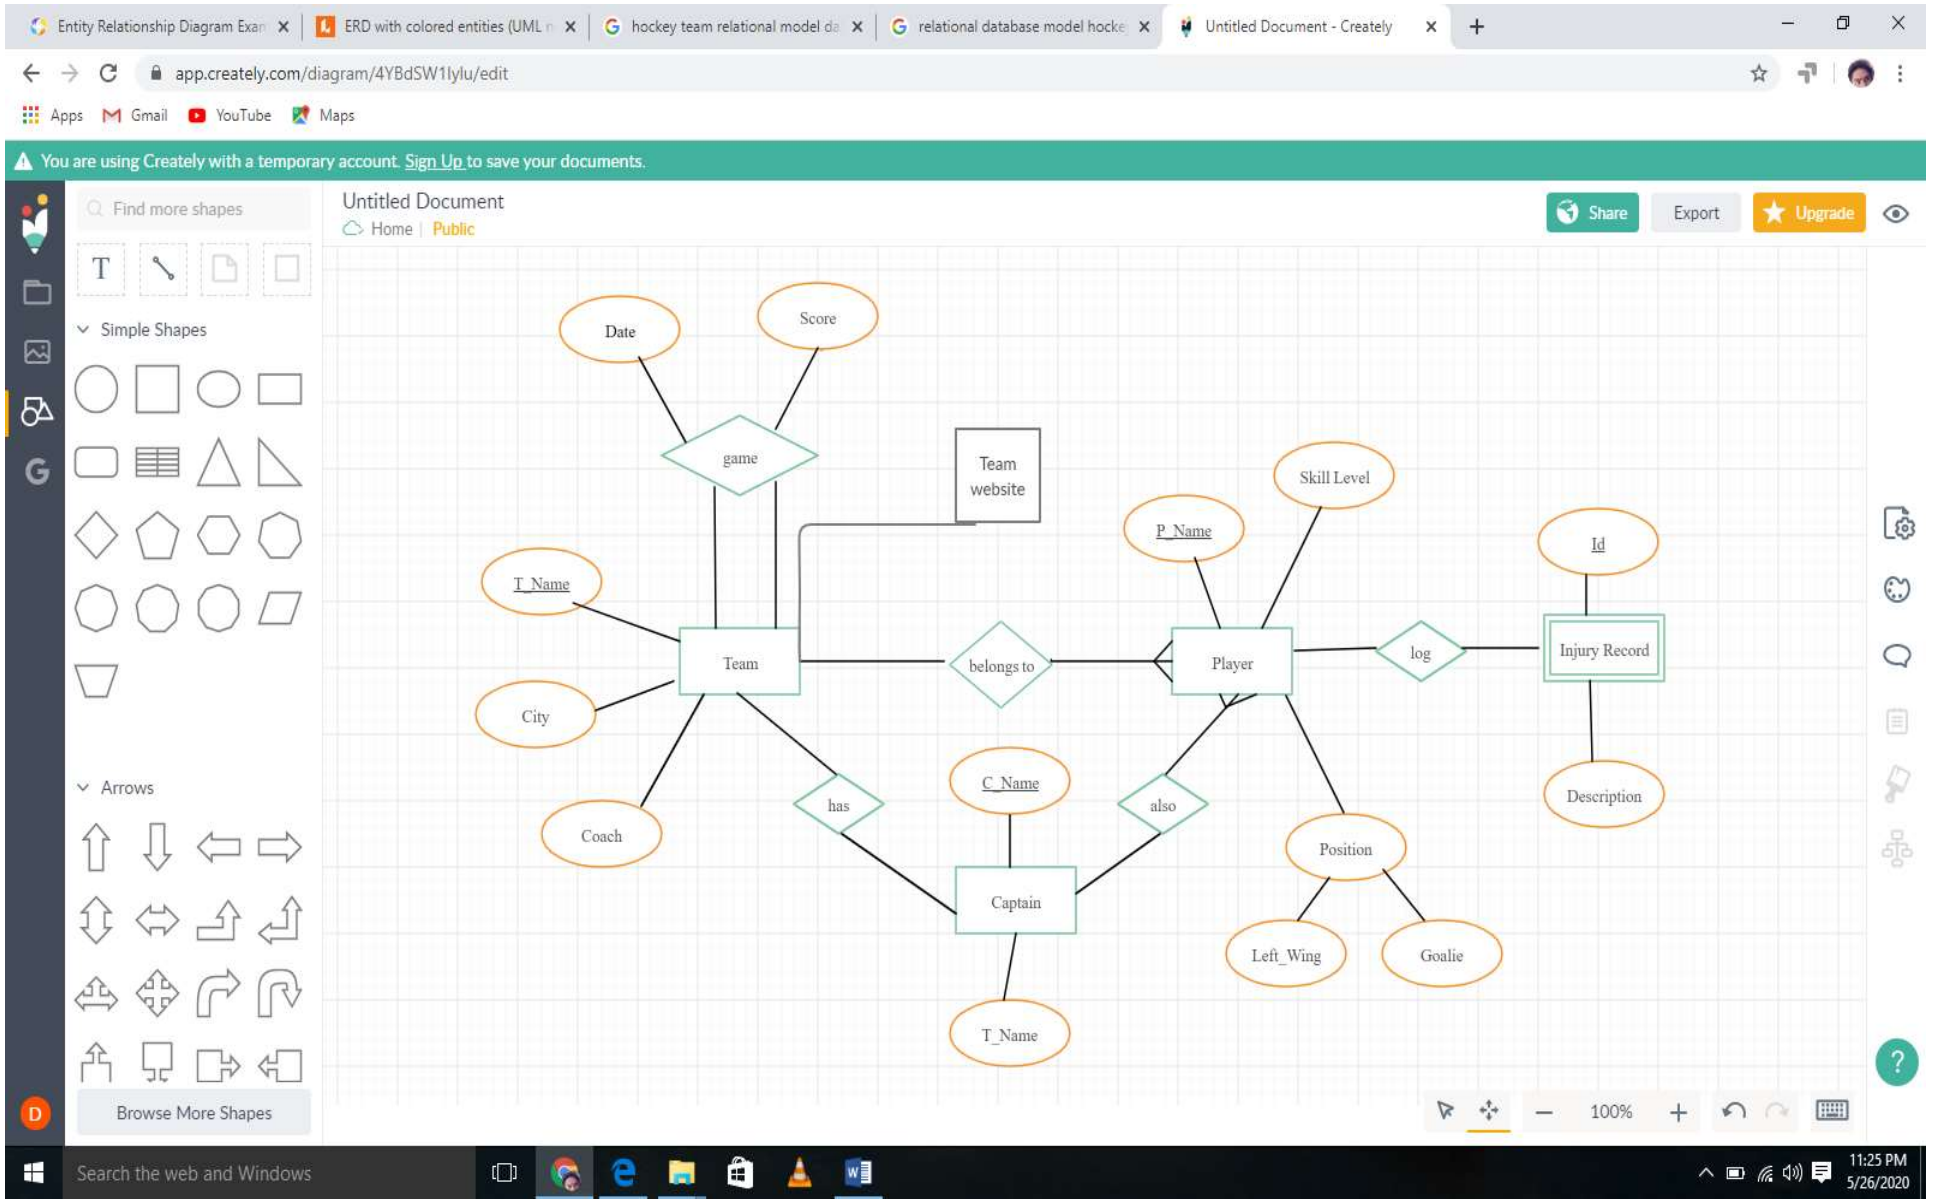 Entity Relationship Diagram Exan
ERD with colored entities (UML n
hockey team relational model da
relational database model hocke
Untitled Document - Creately
app.creately.com/diagram/4YBdSW1lylu/edit
Apps
Gmail
YouTube
Maps
You are using Creately with a temporary account. Sign Up to save your documents.
Find more shapes
Untitled Document
Home | Public
Share
Export
Upgrade
T
Simple Shapes
G
Arrows
Browse More Shapes
D
Date
Score
game
Team
website
Skill Level
P_Name
Id
T_Name
Team
belongs to
Player
log
Injury Record
City
C_Name
Description
has
also
Coach
Position
Captain
Left_Wing
Goalie
T_Name
?
100%
Search the web and Windows
11:25 PM
5/26/2020